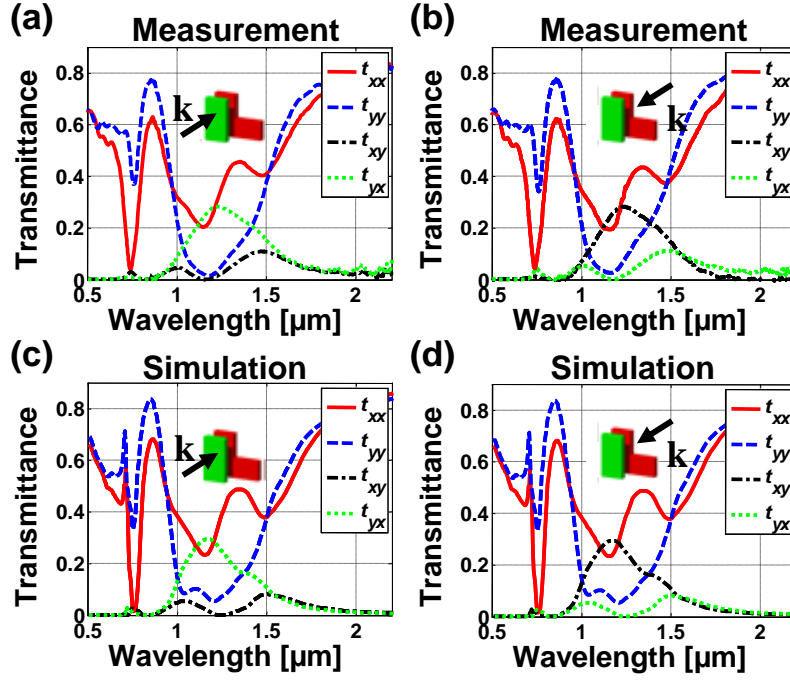 (a)
Measurement
Transmittance
0.8
0.6
0.4
0.2
0
k
t_xx
t_yy
t_xy
t_yx
0.5
1
1.5
2
Wavelength [µm]
(b)
Measurement
Transmittance
0.8
0.6
0.4
0.2
0
k
t_xx
t_yy
t_xy
t_yx
0.5
1
1.5
2
Wavelength [µm]
(c)
Simulation
Transmittance
0.8
0.6
0.4
0.2
0
k
t_xx
t_yy
t_xy
t_yx
0.5
1
1.5
2
Wavelength [µm]
(d)
Simulation
Transmittance
0.8
0.6
0.4
0.2
0
k
t_xx
t_yy
t_xy
t_yx
0.5
1
1.5
2
Wavelength [µm]